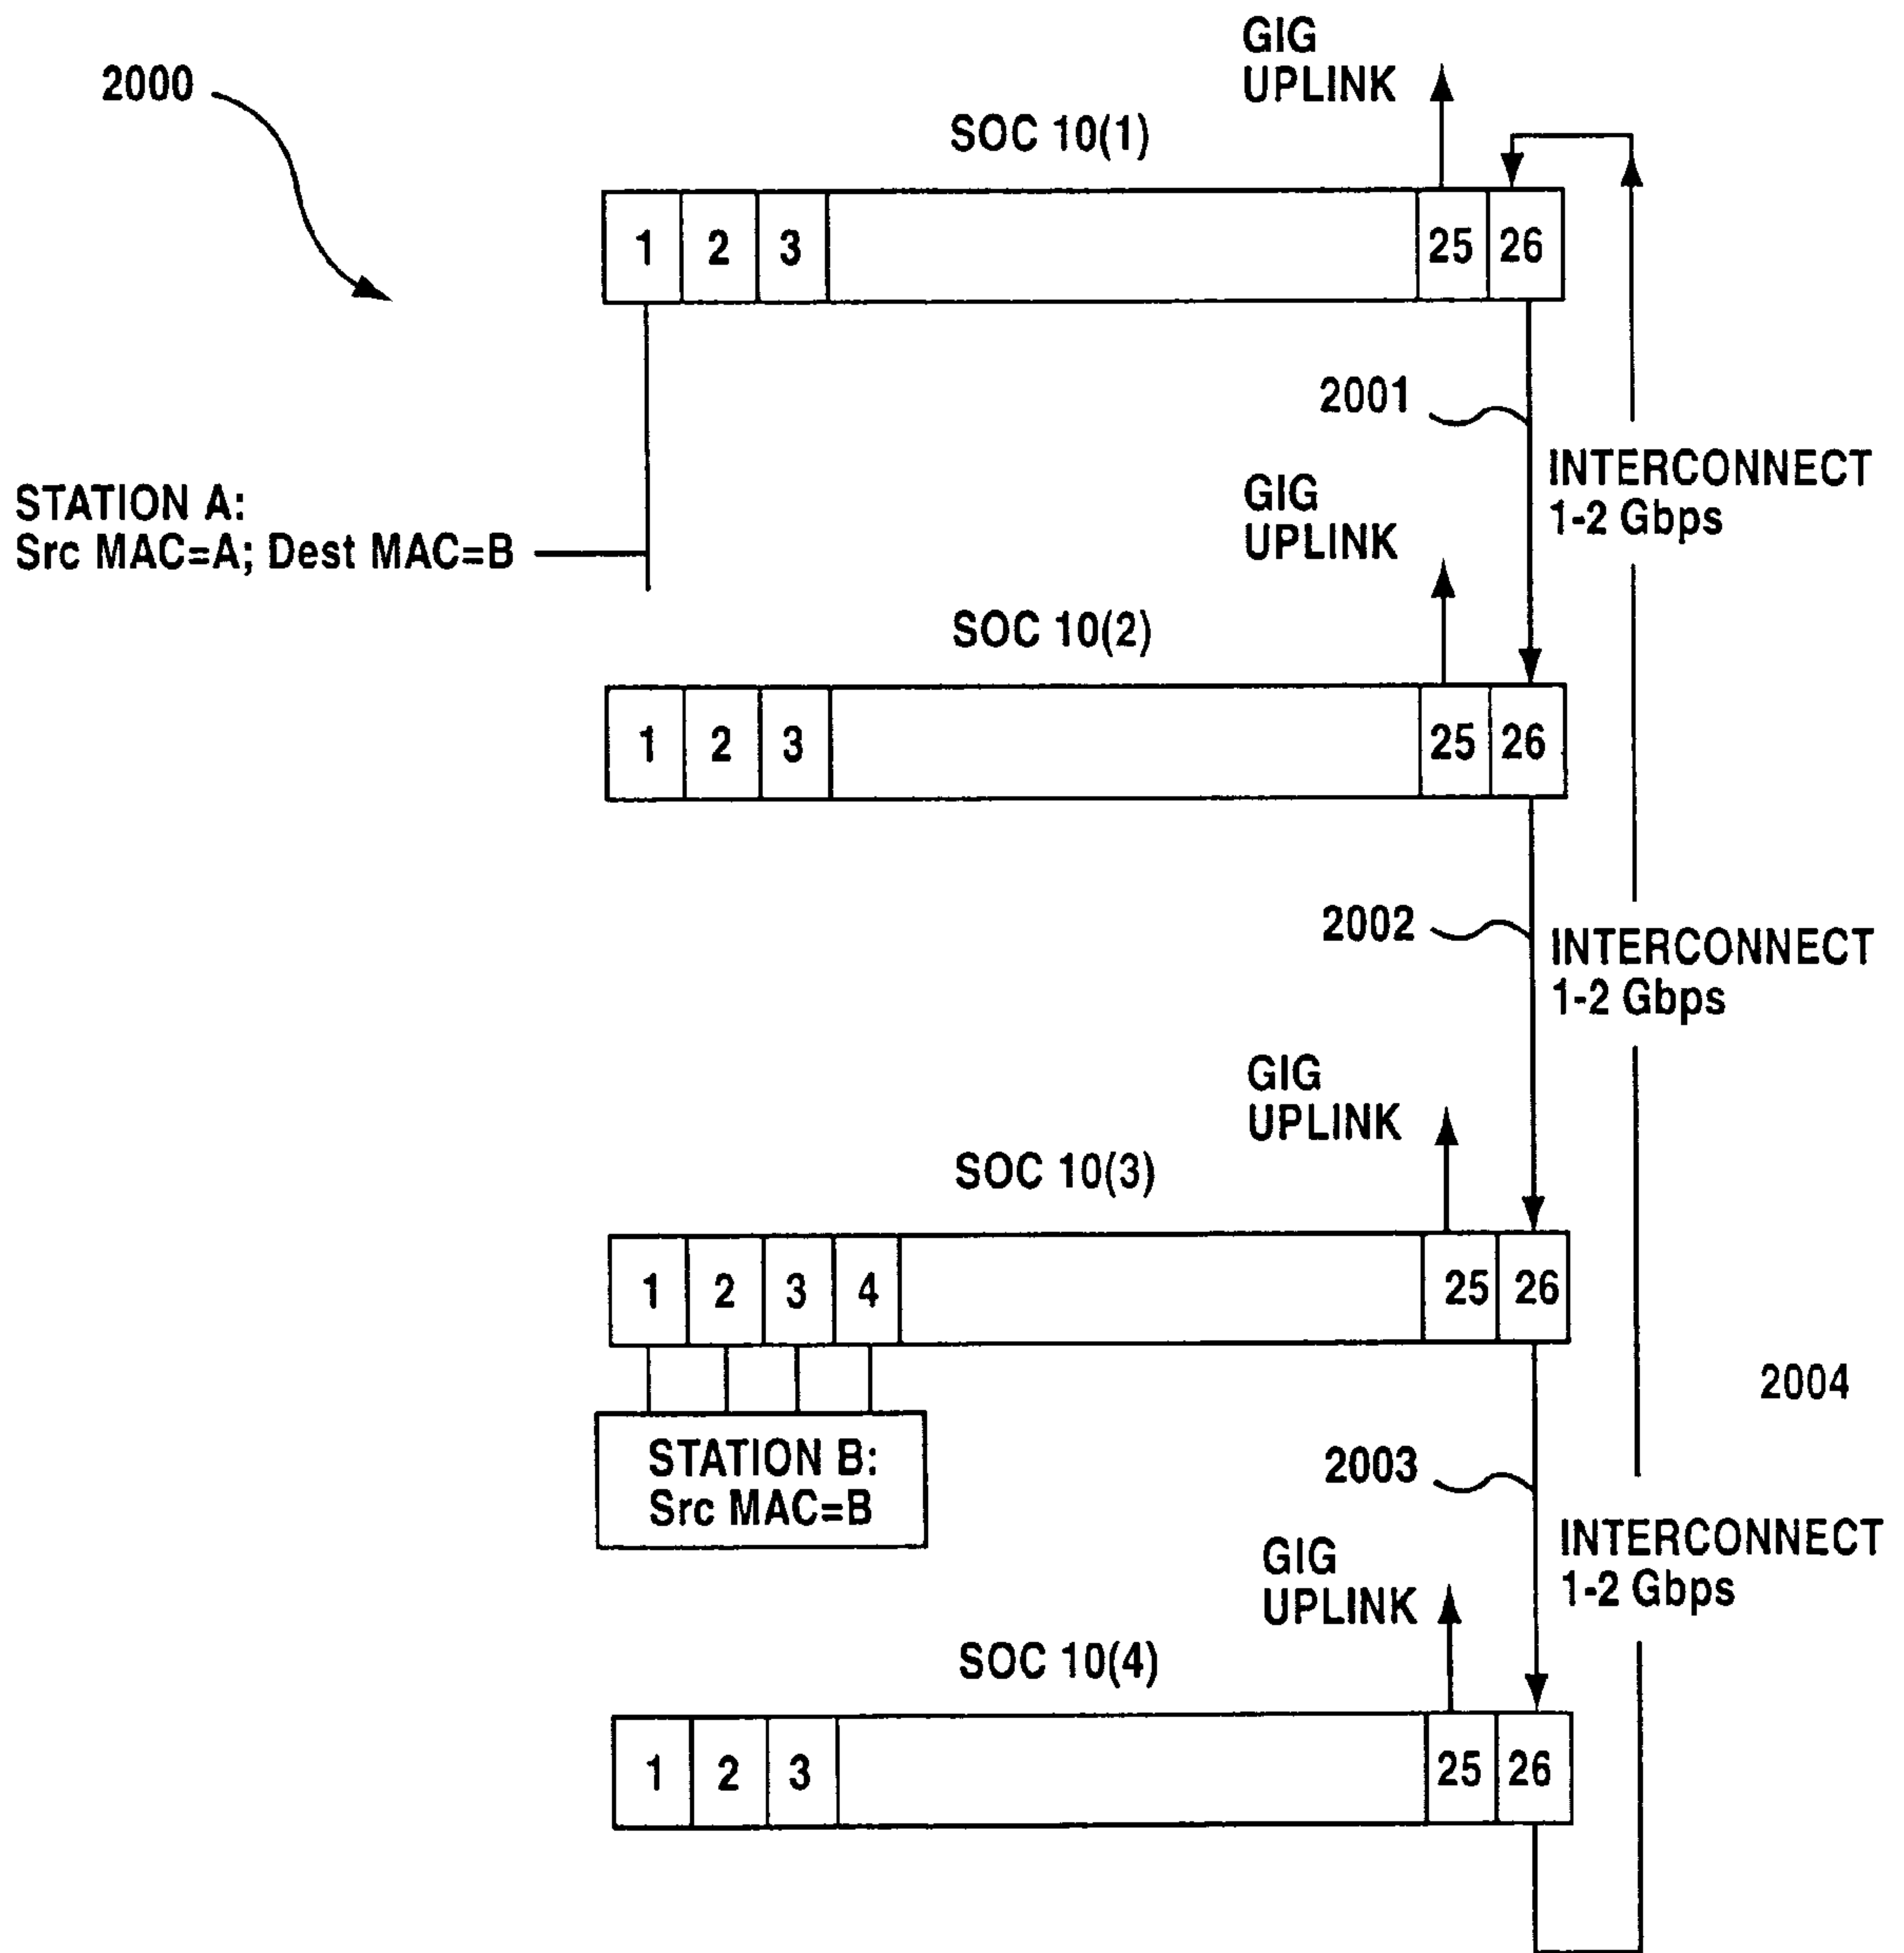 2000
GIG
UPLINK
SOC 10(1)
1 2 3 25 26
2001
INTERCONNECT
1-2 Gbps
STATION A:
Src MAC=A; Dest MAC=B
GIG
UPLINK
SOC 10(2)
1 2 3 25 26
2002
INTERCONNECT
1-2 Gbps
GIG
UPLINK
SOC 10(3)
1 2 3 4 25 26
2004
STATION B:
Src MAC=B
2003
INTERCONNECT
1-2 Gbps
GIG
UPLINK
SOC 10(4)
1 2 3 25 26